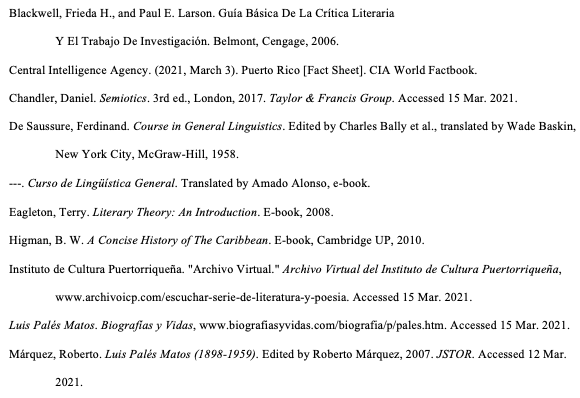 Blackwell, Frieda H., and Paul E. Larson. Guía Básica De La Crítica Literaria
Y El Trabajo De Investigación. Belmont, Cengage, 2006.
Central Intelligence Agency. (2021, March 3). Puerto Rico [Fact Sheet]. CIA World Factbook.
Chandler, Daniel. Semiotics. 3rd ed., London, 2017. Taylor & Francis Group. Accessed 15 Mar. 2021.
De Saussure, Ferdinand. Course in General Linguistics. Edited by Charles Bally et al., translated by Wade Baskin,
New York City, McGraw-Hill, 1958.
---. Curso de Lingüística General. Translated by Amado Alonso, e-book.
Eagleton, Terry. Literary Theory: An Introduction. E-book, 2008.
Higman, B. W. A Concise History of The Caribbean. E-book, Cambridge UP, 2010.
Instituto de Cultura Puertorriqueña. "Archivo Virtual." Archivo Virtual del Instituto de Cultura Puertorriqueña,
www.archivoicp.com/escuchar-serie-de-literatura-y-poesia. Accessed 15 Mar. 2021.
Luis Palés Matos. Biografías y Vidas, www.biografiasyvidas.com/biografia/p/pales.htm. Accessed 15 Mar. 2021.
Márquez, Roberto. Luis Palés Matos (1898-1959). Edited by Roberto Márquez, 2007. JSTOR. Accessed 12 Mar.
2021.